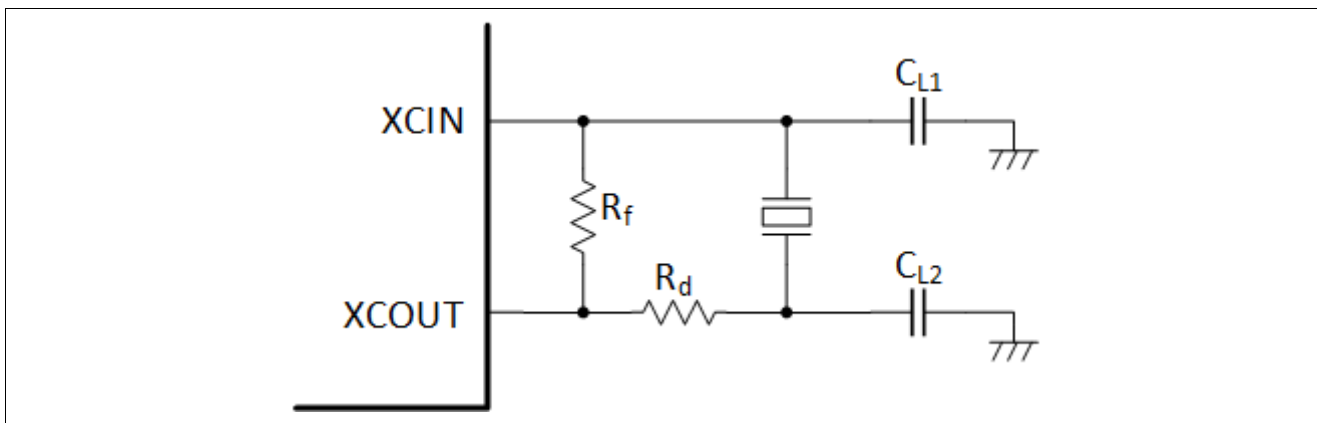 C_L1
XCIN
R_f
R_d
C_L2
XCOUT